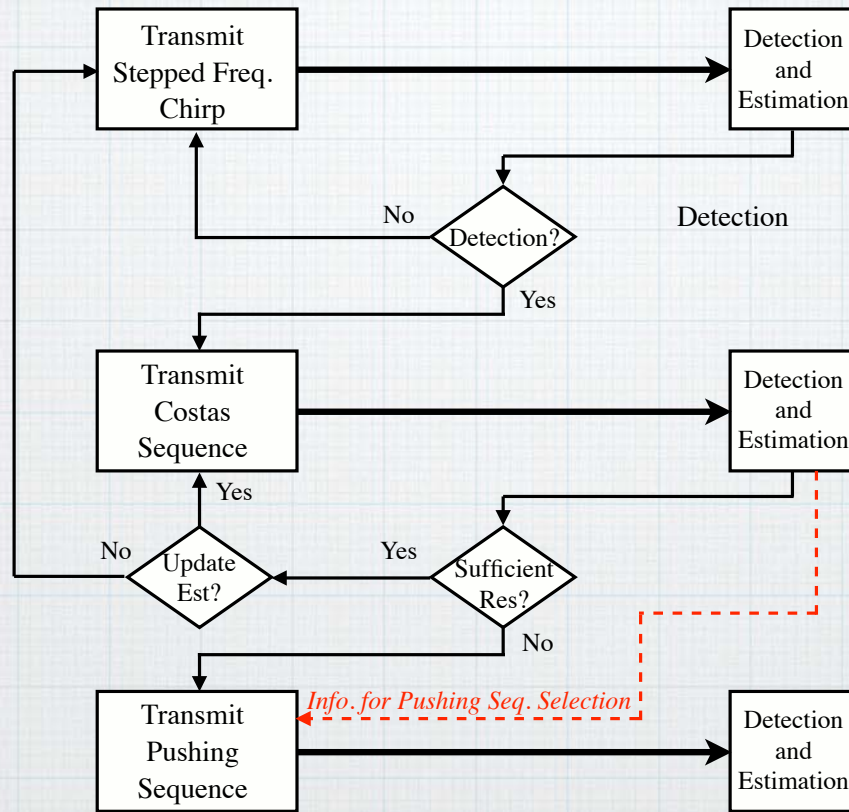 Transmit
Stepped Freq.
Chirp
Detection
and
Estimation
No
Detection?
Detection
Yes
Transmit
Costas
Sequence
Detection
and
Estimation
Yes
No
Update
Est?
Yes
Sufficient
Res?
No
Info. for Pushing Seq. Selection
Transmit
Pushing
Sequence
Detection
and
Estimation